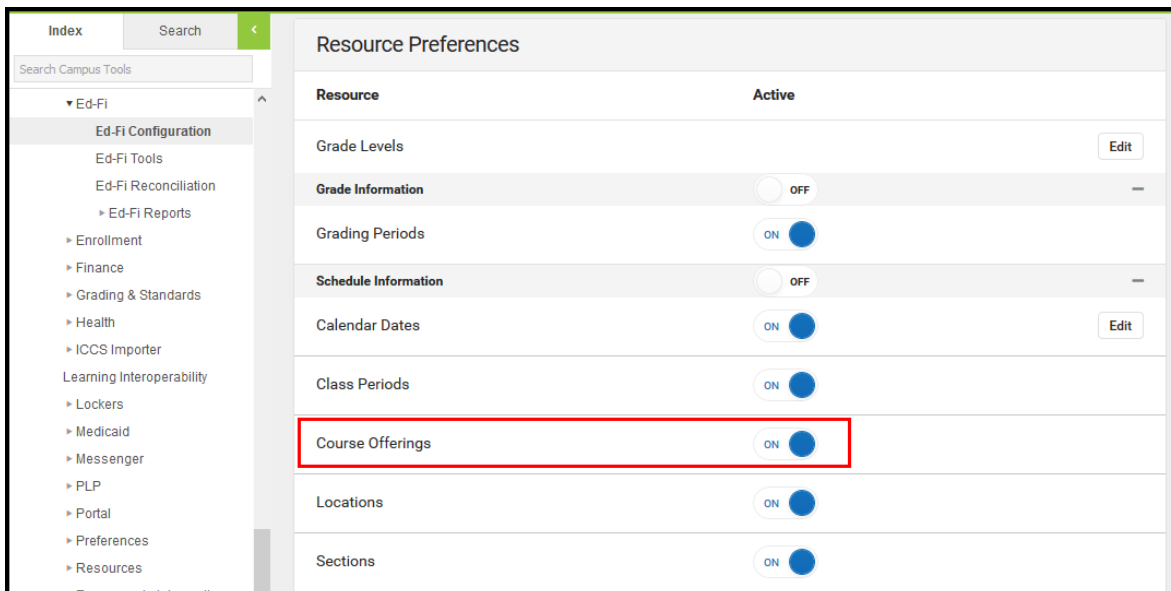 Index
Search
Search Campus Tools
Ed-Fi
Ed-Fi Configuration
Ed-Fi Tools
Ed-Fi Reconciliation
Ed-Fi Reports
Enrollment
Finance
Grading & Standards
Health
ICCS Importer
Learning Interoperability
Lockers
Medicaid
Messenger
PLP
Portal
Preferences
Resources
Resource Preferences
Resource Active
Grade Levels Edit
Grade Information OFF
Grading Periods ON
Schedule Information OFF
Calendar Dates ON Edit
Class Periods ON
Course Offerings ON
Locations ON
Sections ON